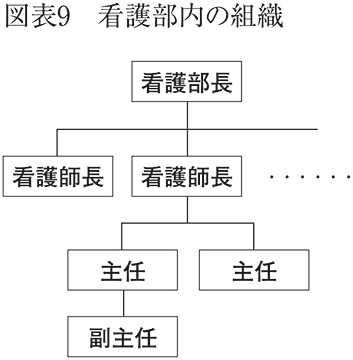 図表9 看護部内の組織
看護部長
看護師長
看護師長
・・・・・・
主任
主任
副主任